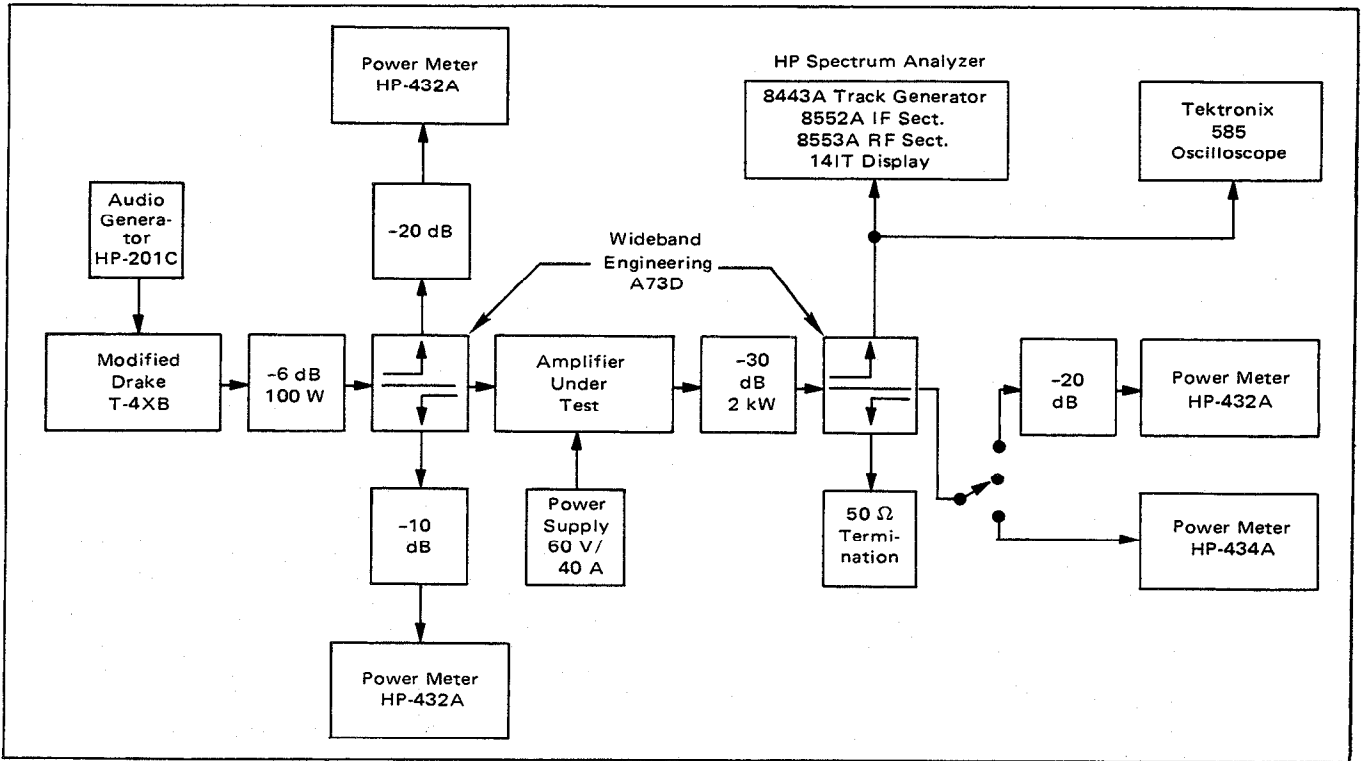 Power Meter
HP-432A
HP Spectrum Analyzer
8443A Track Generator
8552A IF Sect.
8553A RF Sect.
14IT Display
Tektronix
585
Oscilloscope
Audio
Genera-
tor
HP-201C
-20 dB
Wideband
Engineering
A73D
Modified
Drake
T-4XB
-6 dB
100 W
Amplifier
Under
Test
-30
dB
2 kW
-20
dB
Power Meter
HP-432A
-10
dB
Power
Supply
60 V/
40 A
50 Ω
Termi-
nation
Power Meter
HP-434A
Power Meter
HP-432A